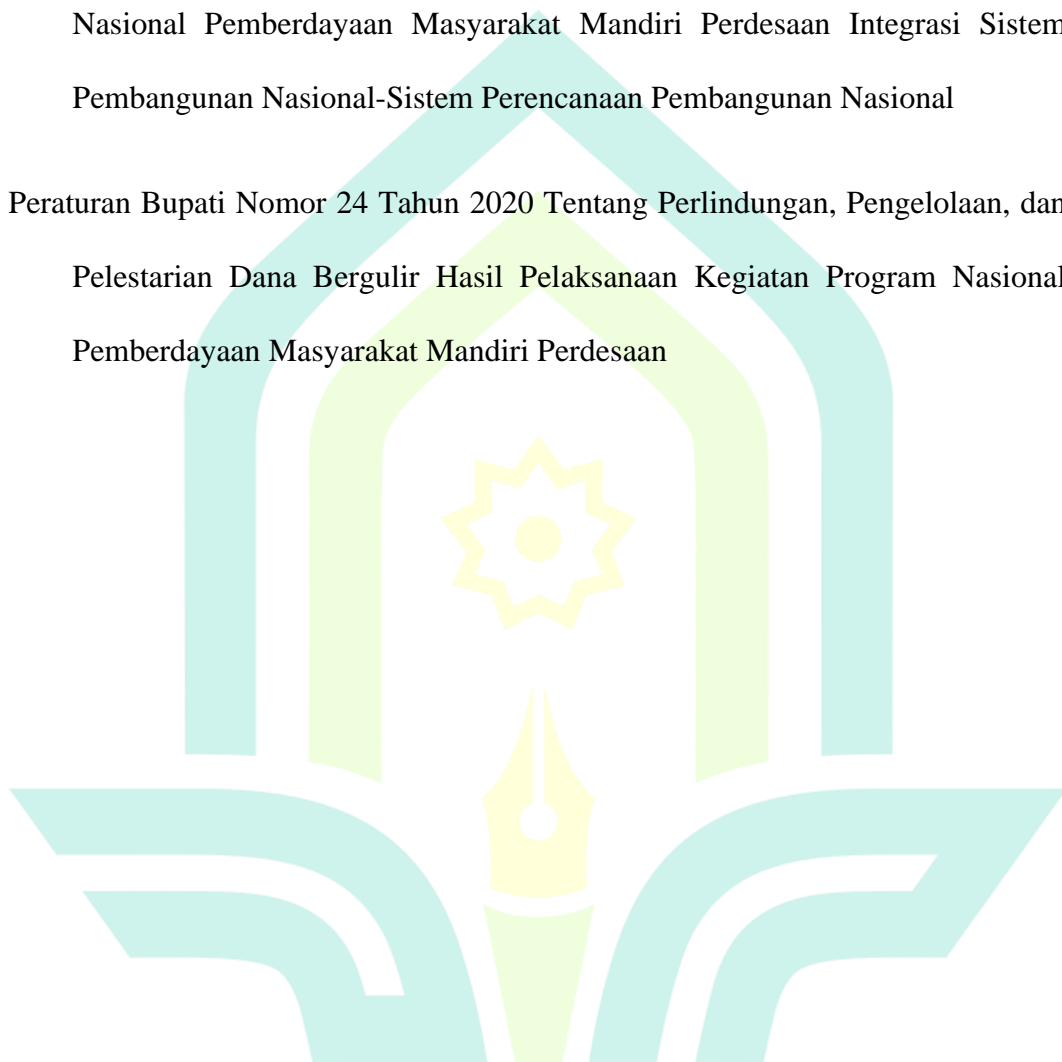 Nasional Pemberdayaan Masyarakat Mandiri Perdesaan Integrasi Sistem
Pembangunan Nasional-Sistem Perencanaan Pembangunan Nasional
Peraturan Bupati Nomor 24 Tahun 2020 Tentang Perlindungan, Pengelolaan, dan
Pelestarian Dana Bergulir Hasil Pelaksanaan Kegiatan Program Nasional
Pemberdayaan Masyarakat Mandiri Perdesaan